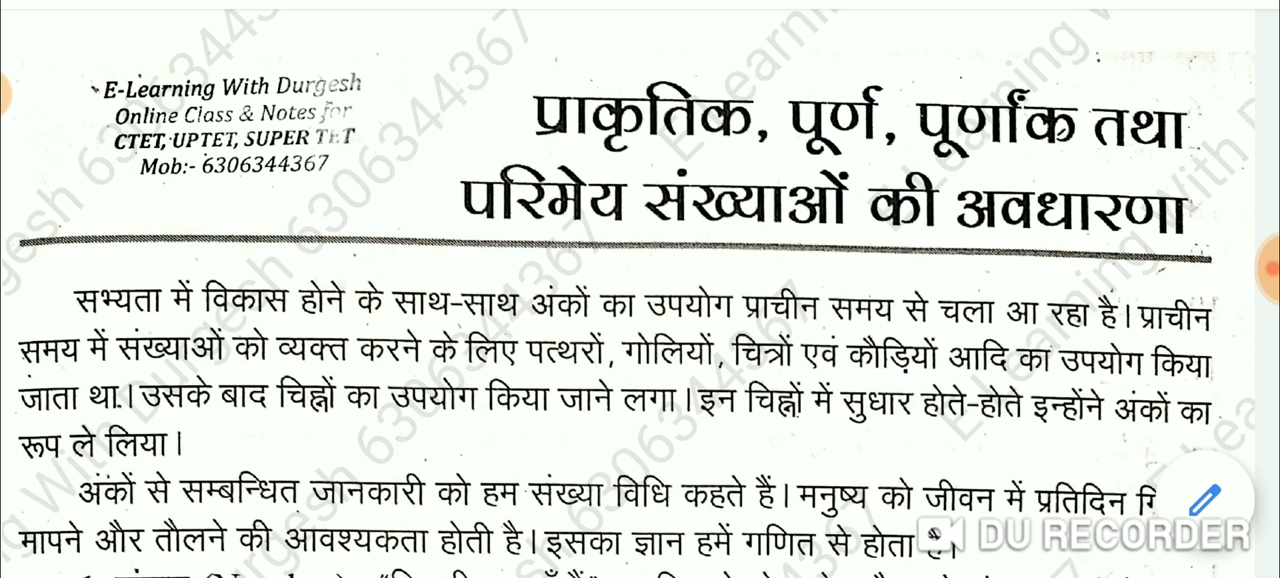 E-Learning With Durgesh
Online Class & Notes for
CTET, UPTET, SUPER TET
Mob:- 6306344367
प्राकृतिक, पूर्ण, पूर्णांक तथा
परिमेय संख्याओं की अवधारणा
सभ्यता में विकास होने के साथ-साथ अंकों का उपयोग प्राचीन समय से चला आ रहा है। प्राचीन
समय में संख्याओं को व्यक्त करने के लिए पत्थरों, गोलियों, चित्रों एवं कौड़ियों आदि का उपयोग किया
जाता था। उसके बाद चिह्नों का उपयोग किया जाने लगा। इन चिह्नों में सुधार होते-होते इन्होंने अंकों का
रूप ले लिया।
अंकों से सम्बन्धित जानकारी को हम संख्या विधि कहते हैं। मनुष्य को जीवन में प्रतिदिन
मापने और तौलने की आवश्यकता होती है। इसका ज्ञान हमें गणित से होता है।
DU RECORDER